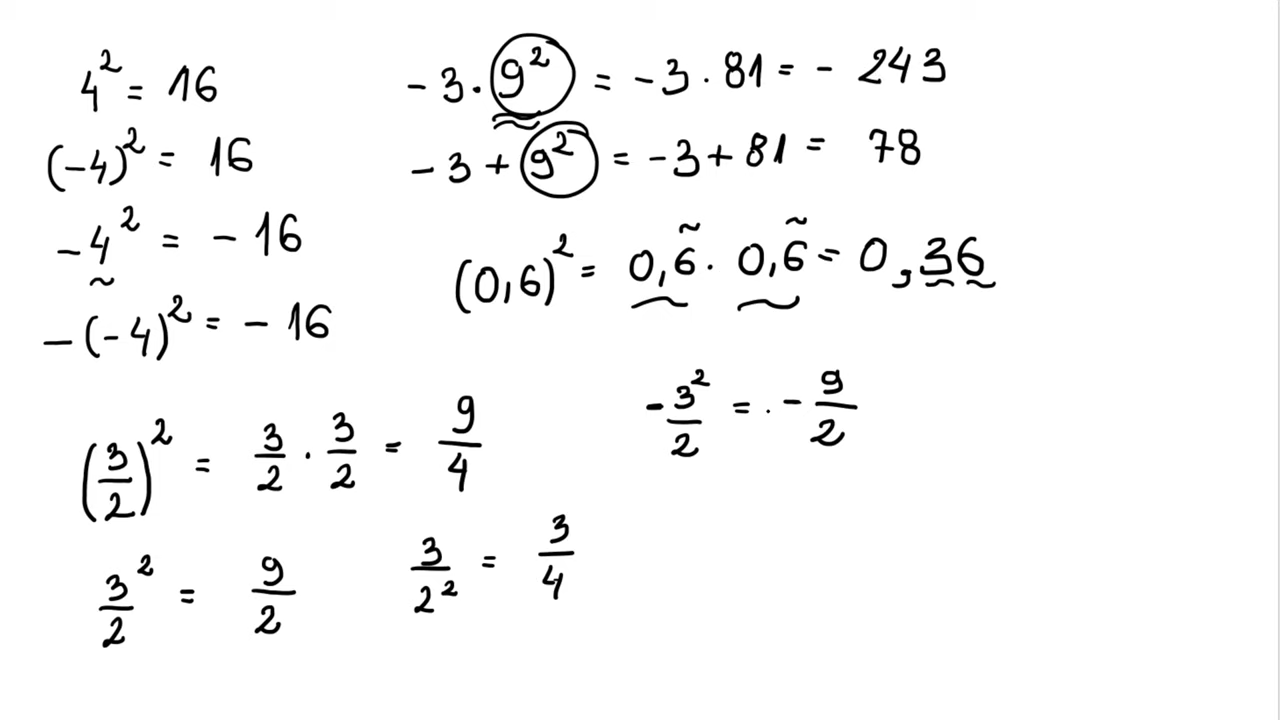 4² = 16
(-4)² = 16
-4² = - 16
-(-4)² = - 16
-3 · 9² = -3 · 81 = - 243
-3 + 9² = -3 + 81 = 78
(0,6)² = 0,6 · 0,6 = 0,36
(3/2)² = 3/2 · 3/2 = 9/4
-3²/2 = · - 9/2
3²/2 = 9/2
3/2² = 3/4